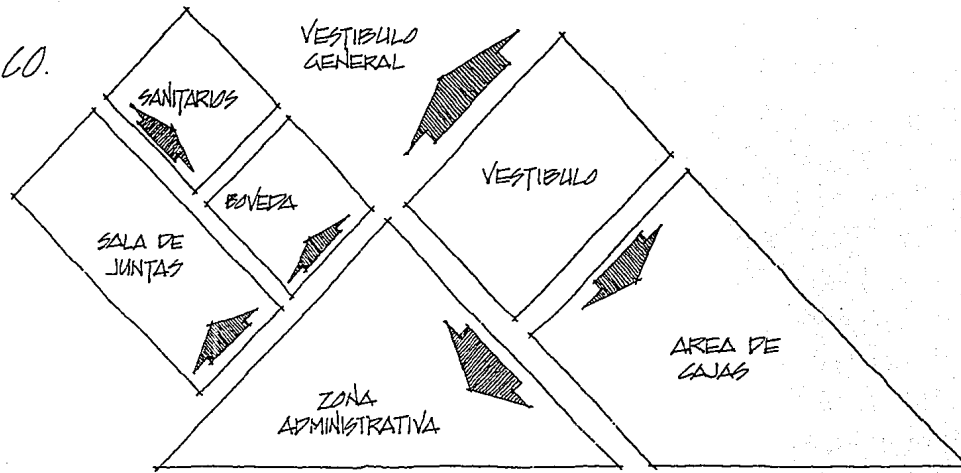 CO.
VESTIBULO
GENERAL
SANITARIOS
VESTIBULO
BOVEDA
SALA DE
JUNTAS
AREA DE
CAJAS
ZONA
ADMINISTRATIVA